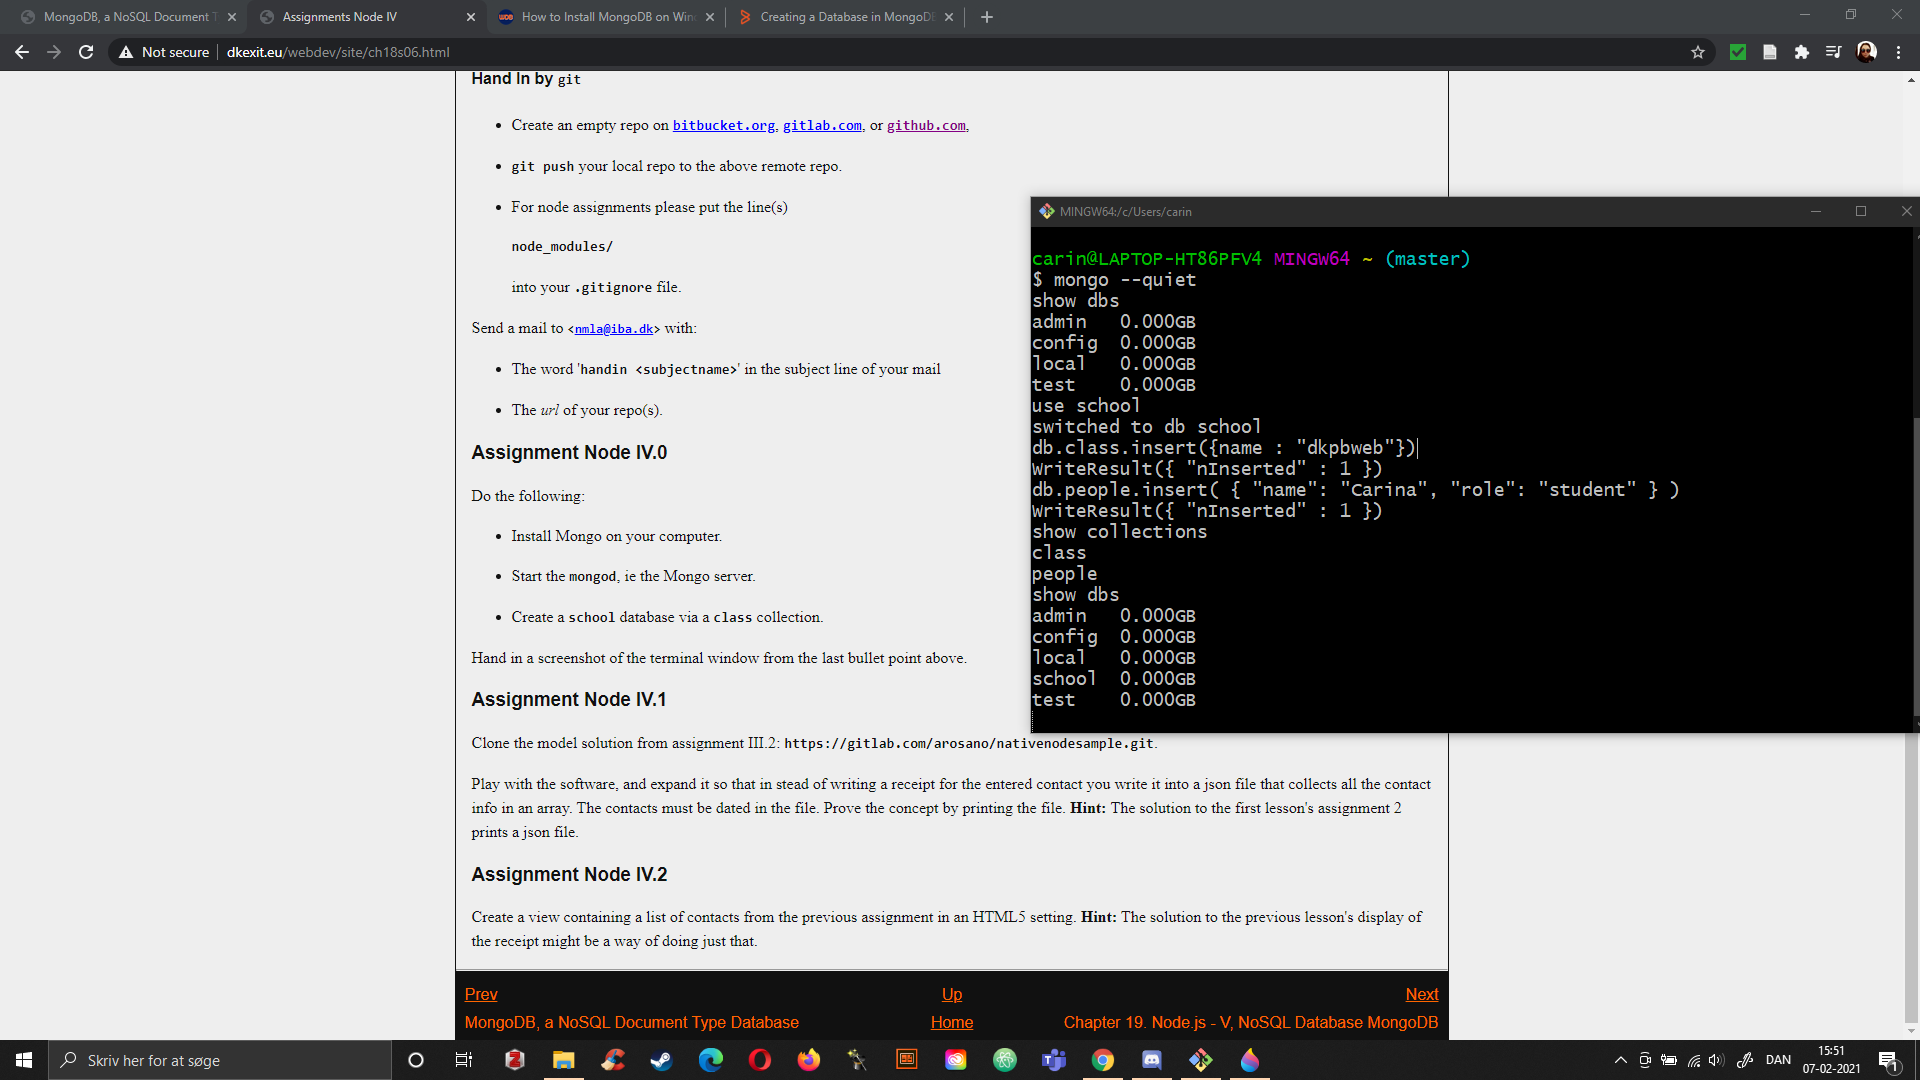 MongoDB, a NoSQL Document T
Assignments Node IV
How to Install MongoDB on Win
Creating a Database in MongoDB
Not secure
dkexit.eu/webdev/site/ch18s06.html
Hand In by git
Create an empty repo on bitbucket.org, gitlab.com, or github.com,
git push your local repo to the above remote repo.
For node assignments please put the line(s)
node_modules/
into your .gitignore file.
Send a mail to <nmla@iba.dk> with:
The word 'handin <subjectname>' in the subject line of your mail
The url of your repo(s).
Assignment Node IV.0
Do the following:
Install Mongo on your computer.
Start the mongod, ie the Mongo server.
Create a school database via a class collection.
Hand in a screenshot of the terminal window from the last bullet point above.
Assignment Node IV.1
Clone the model solution from assignment III.2: https://gitlab.com/arosano/nativenodesample.git.
Play with the software, and expand it so that in stead of writing a receipt for the entered contact you write it into a json file that collects all the contact
info in an array. The contacts must be dated in the file. Prove the concept by printing the file. Hint: The solution to the first lesson's assignment 2
prints a json file.
Assignment Node IV.2
Create a view containing a list of contacts from the previous assignment in an HTML5 setting. Hint: The solution to the previous lesson's display of
the receipt might be a way of doing just that.
Prev
Up
Next
MongoDB, a NoSQL Document Type Database
Home
Chapter 19. Node.js - V, NoSQL Database MongoDB
MINGW64:/c/Users/carin
carin@LAPTOP-HT86PFV4 MINGW64 ~ (master)
$ mongo --quiet
show dbs
admin 0.000GB
config 0.000GB
local 0.000GB
test 0.000GB
use school
switched to db school
db.class.insert({name : "dkpbweb"})
WriteResult({ "nInserted" : 1 })
db.people.insert( { "name": "Carina", "role": "student" } )
WriteResult({ "nInserted" : 1 })
show collections
class
people
show dbs
admin 0.000GB
config 0.000GB
local 0.000GB
school 0.000GB
test 0.000GB
Skriv her for at søge
DAN
15:51
07-02-2021
1